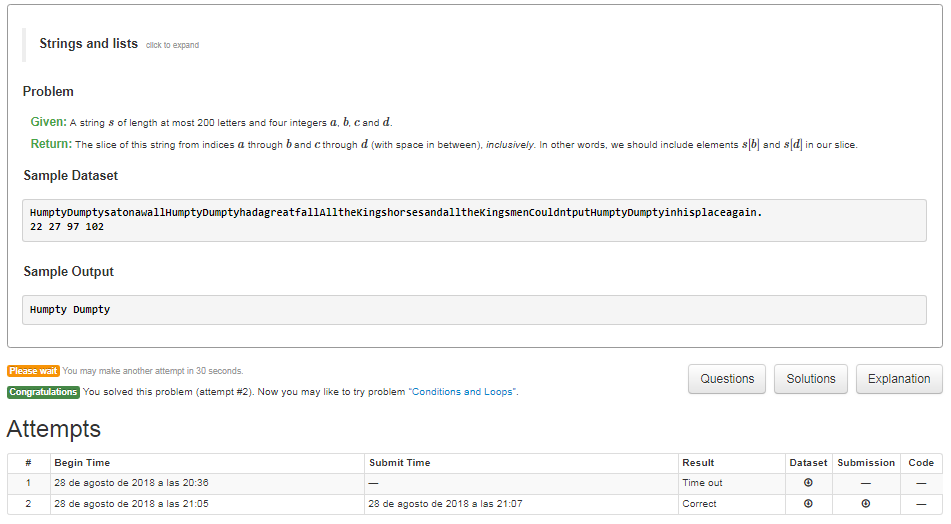 Strings and lists click to expand
Problem
Given: A string s of length at most 200 letters and four integers a, b, c and d.
Return: The slice of this string from indices a through b and c through d (with space in between), inclusively. In other words, we should include elements s[b] and s[d] in our slice.
Sample Dataset
HumptyDumptysatonawallHumptyDumptyhadagreatfallAlltheKingshorsesandalltheKingsmenCouldntputHumptyDumptyinhisplaceagain.
22 27 97 102
Sample Output
Humpty Dumpty
Please wait You may make another attempt in 30 seconds.
Congratulations You solved this problem (attempt #2). Now you may like to try problem "Conditions and Loops".
Questions Solutions Explanation
Attempts
# Begin Time Submit Time Result Dataset Submission Code
1 28 de agosto de 2018 a las 20:36 — Time out — —
2 28 de agosto de 2018 a las 21:05 28 de agosto de 2018 a las 21:07 Correct —